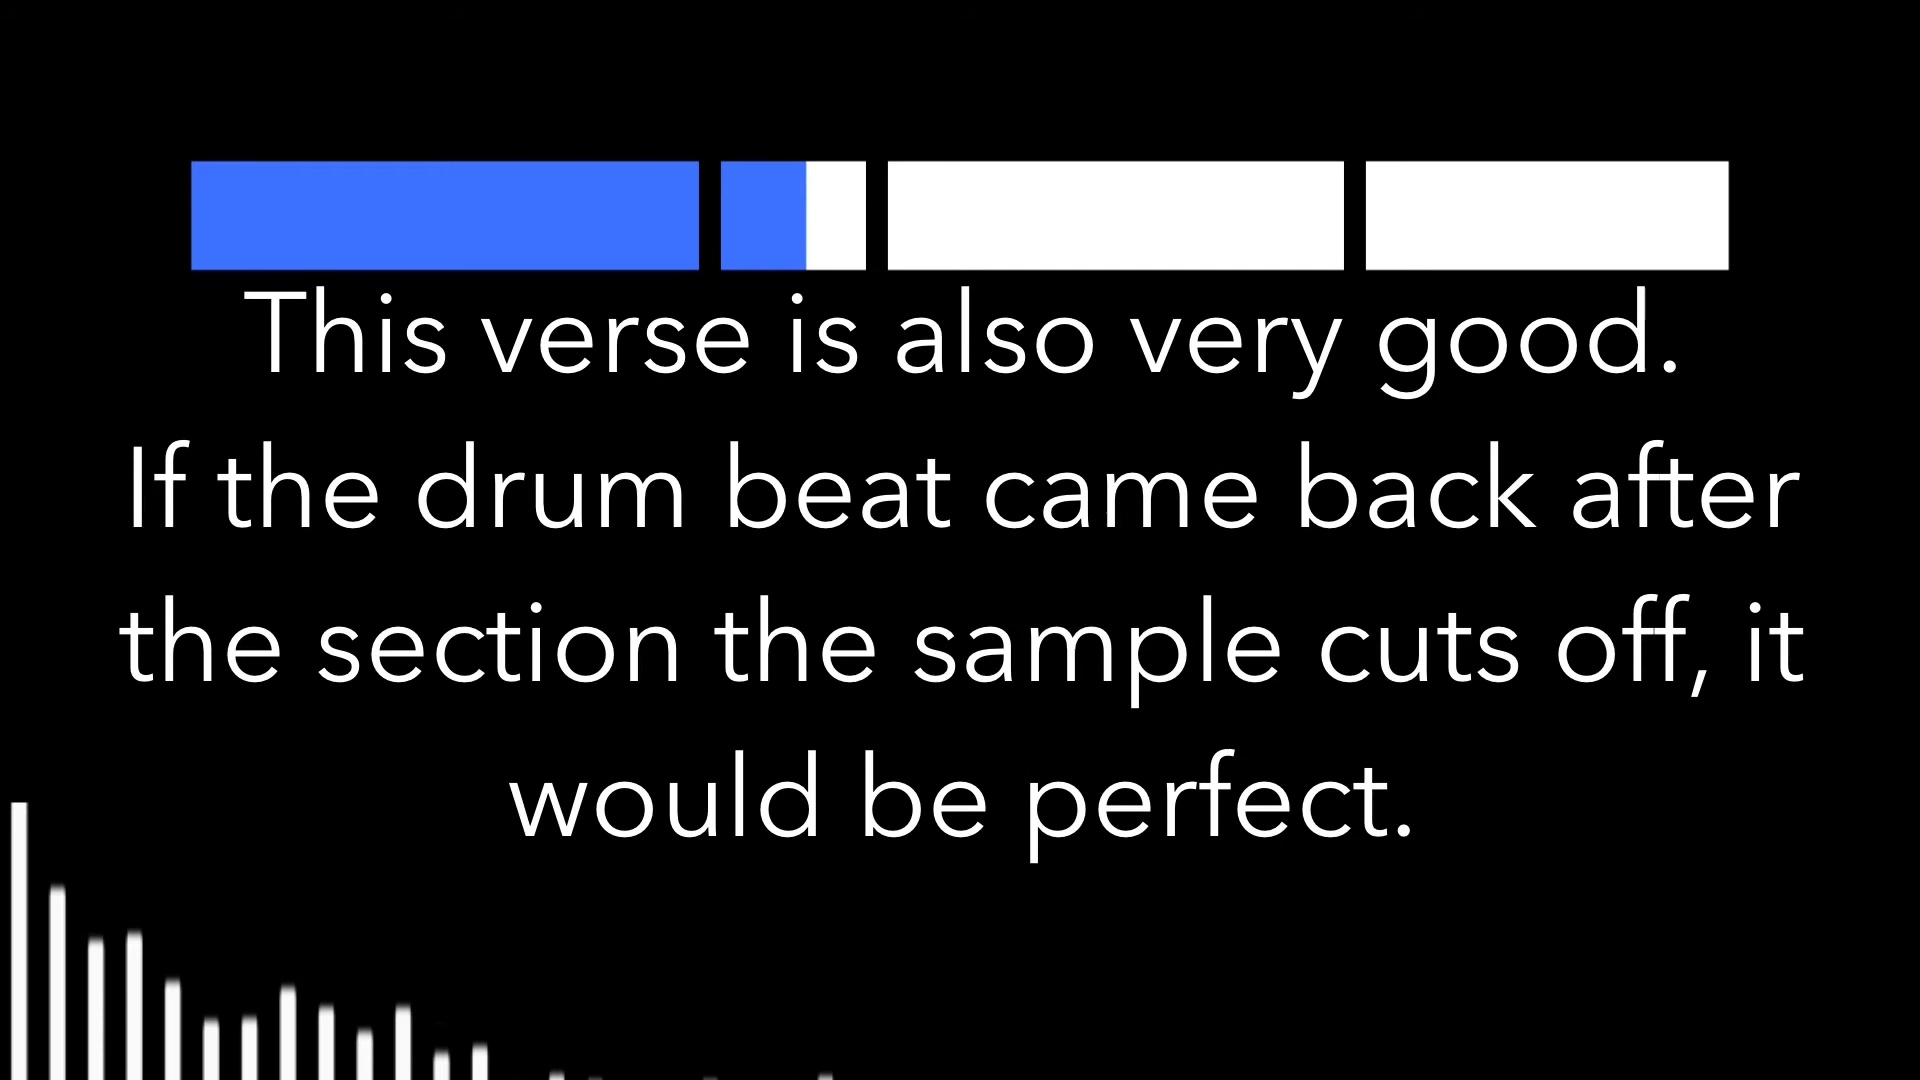 This verse is also very good.
If the drum beat came back after
the section the sample cuts off, it
would be perfect.